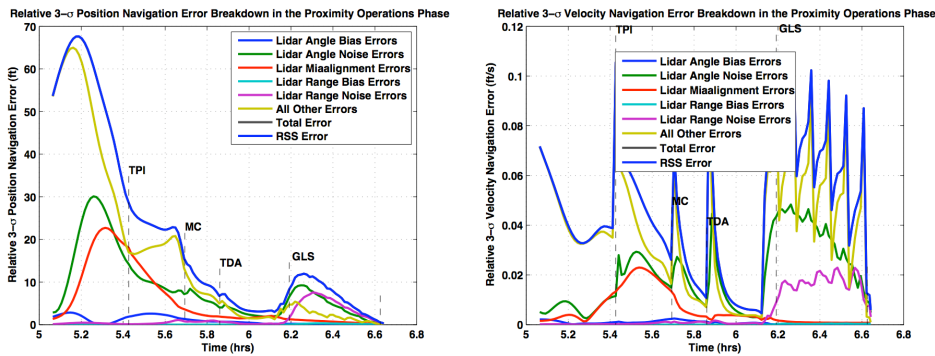 Relative 3-σ Position Navigation Error Breakdown in the Proximity Operations Phase
Relative 3-σ Position Navigation Error (ft)
70
60
50
40
30
20
10
0
5
5.2
5.4
5.6
5.8
6
6.2
6.4
6.6
6.8
Time (hrs)
TPI
MC
TDA
GLS
Lidar Angle Bias Errors
Lidar Angle Noise Errors
Lidar Miaalignment Errors
Lidar Range Bias Errors
Lidar Range Noise Errors
All Other Errors
Total Error
RSS Error
Relative 3-σ Velocity Navigation Error Breakdown in the Proximity Operations Phase
Relative 3-σ Velocity Navigation Error (ft/s)
0.12
0.1
0.08
0.06
0.04
0.02
0
5
5.2
5.4
5.6
5.8
6
6.2
6.4
6.6
6.8
Time (hrs)
TPI
MC
TDA
GLS
Lidar Angle Bias Errors
Lidar Angle Noise Errors
Lidar Miaalignment Errors
Lidar Range Bias Errors
Lidar Range Noise Errors
All Other Errors
Total Error
RSS Error